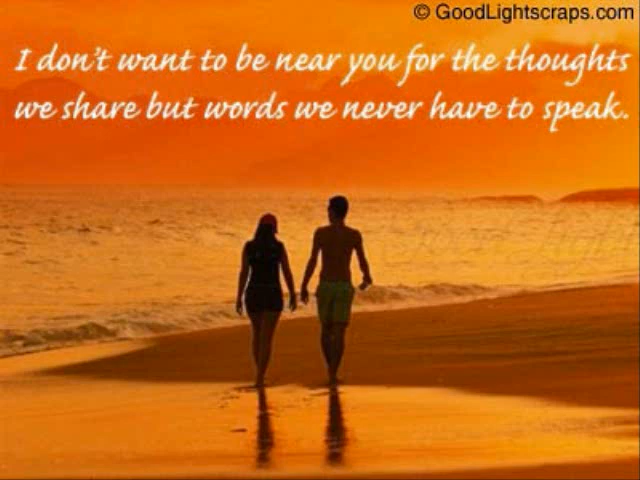 © GoodLightscraps.com
I don't want to be near you for the thoughts
we share but words we never have to speak.